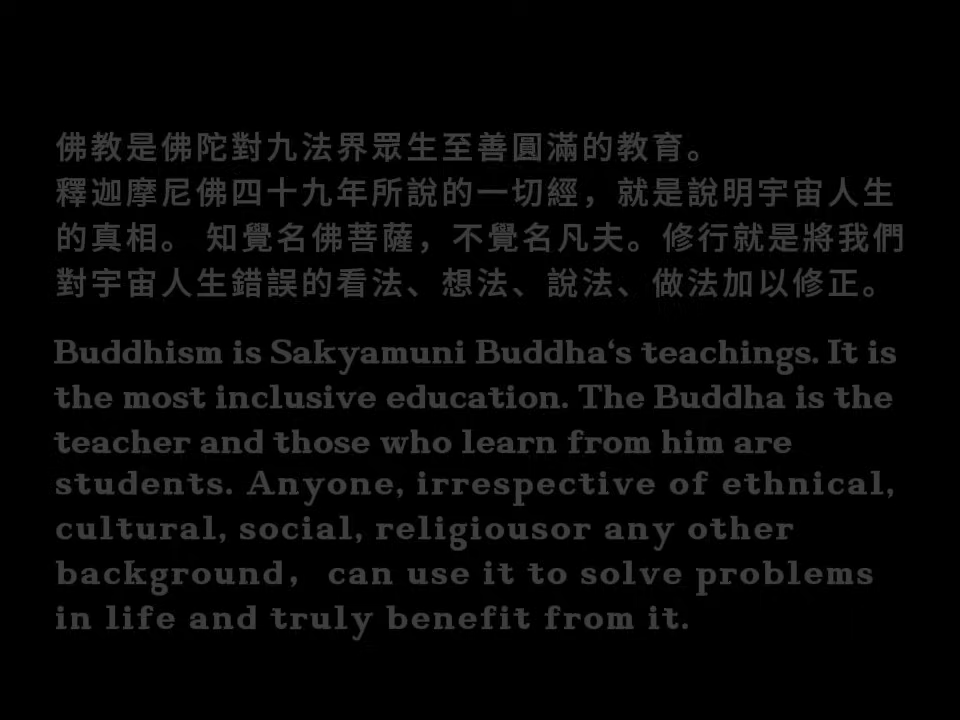 佛教是佛陀對九法界眾生至善圓滿的教育。
釋迦摩尼佛四十九年所說的一切經，就是說明宇宙人生
的真相。 知覺名佛菩薩，不覺名凡夫。修行就是將我們
對宇宙人生錯誤的看法、想法、說法、做法加以修正。
Buddhism is Sakyamuni Buddha‘s teachings. It is
the most inclusive education. The Buddha is the
teacher and those who learn from him are
students. Anyone, irrespective of ethnical,
cultural, social, religiousor any other
background， can use it to solve problems
in life and truly benefit from it.